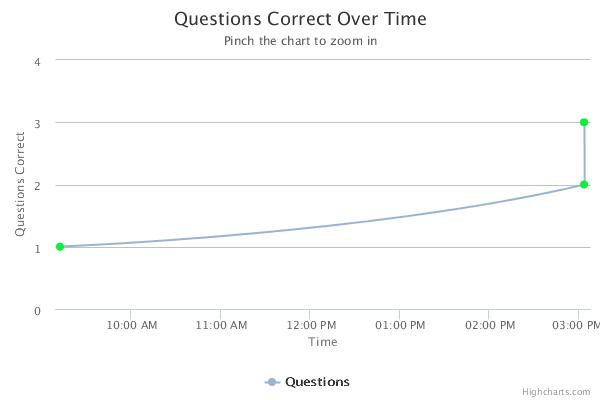 Questions Correct Over Time
Pinch the chart to zoom in
4
3
2
1
0
Questions Correct
10:00 AM 11:00 AM 12:00 PM 01:00 PM 02:00 PM 03:00 PM
Time
Questions
Highcharts.com